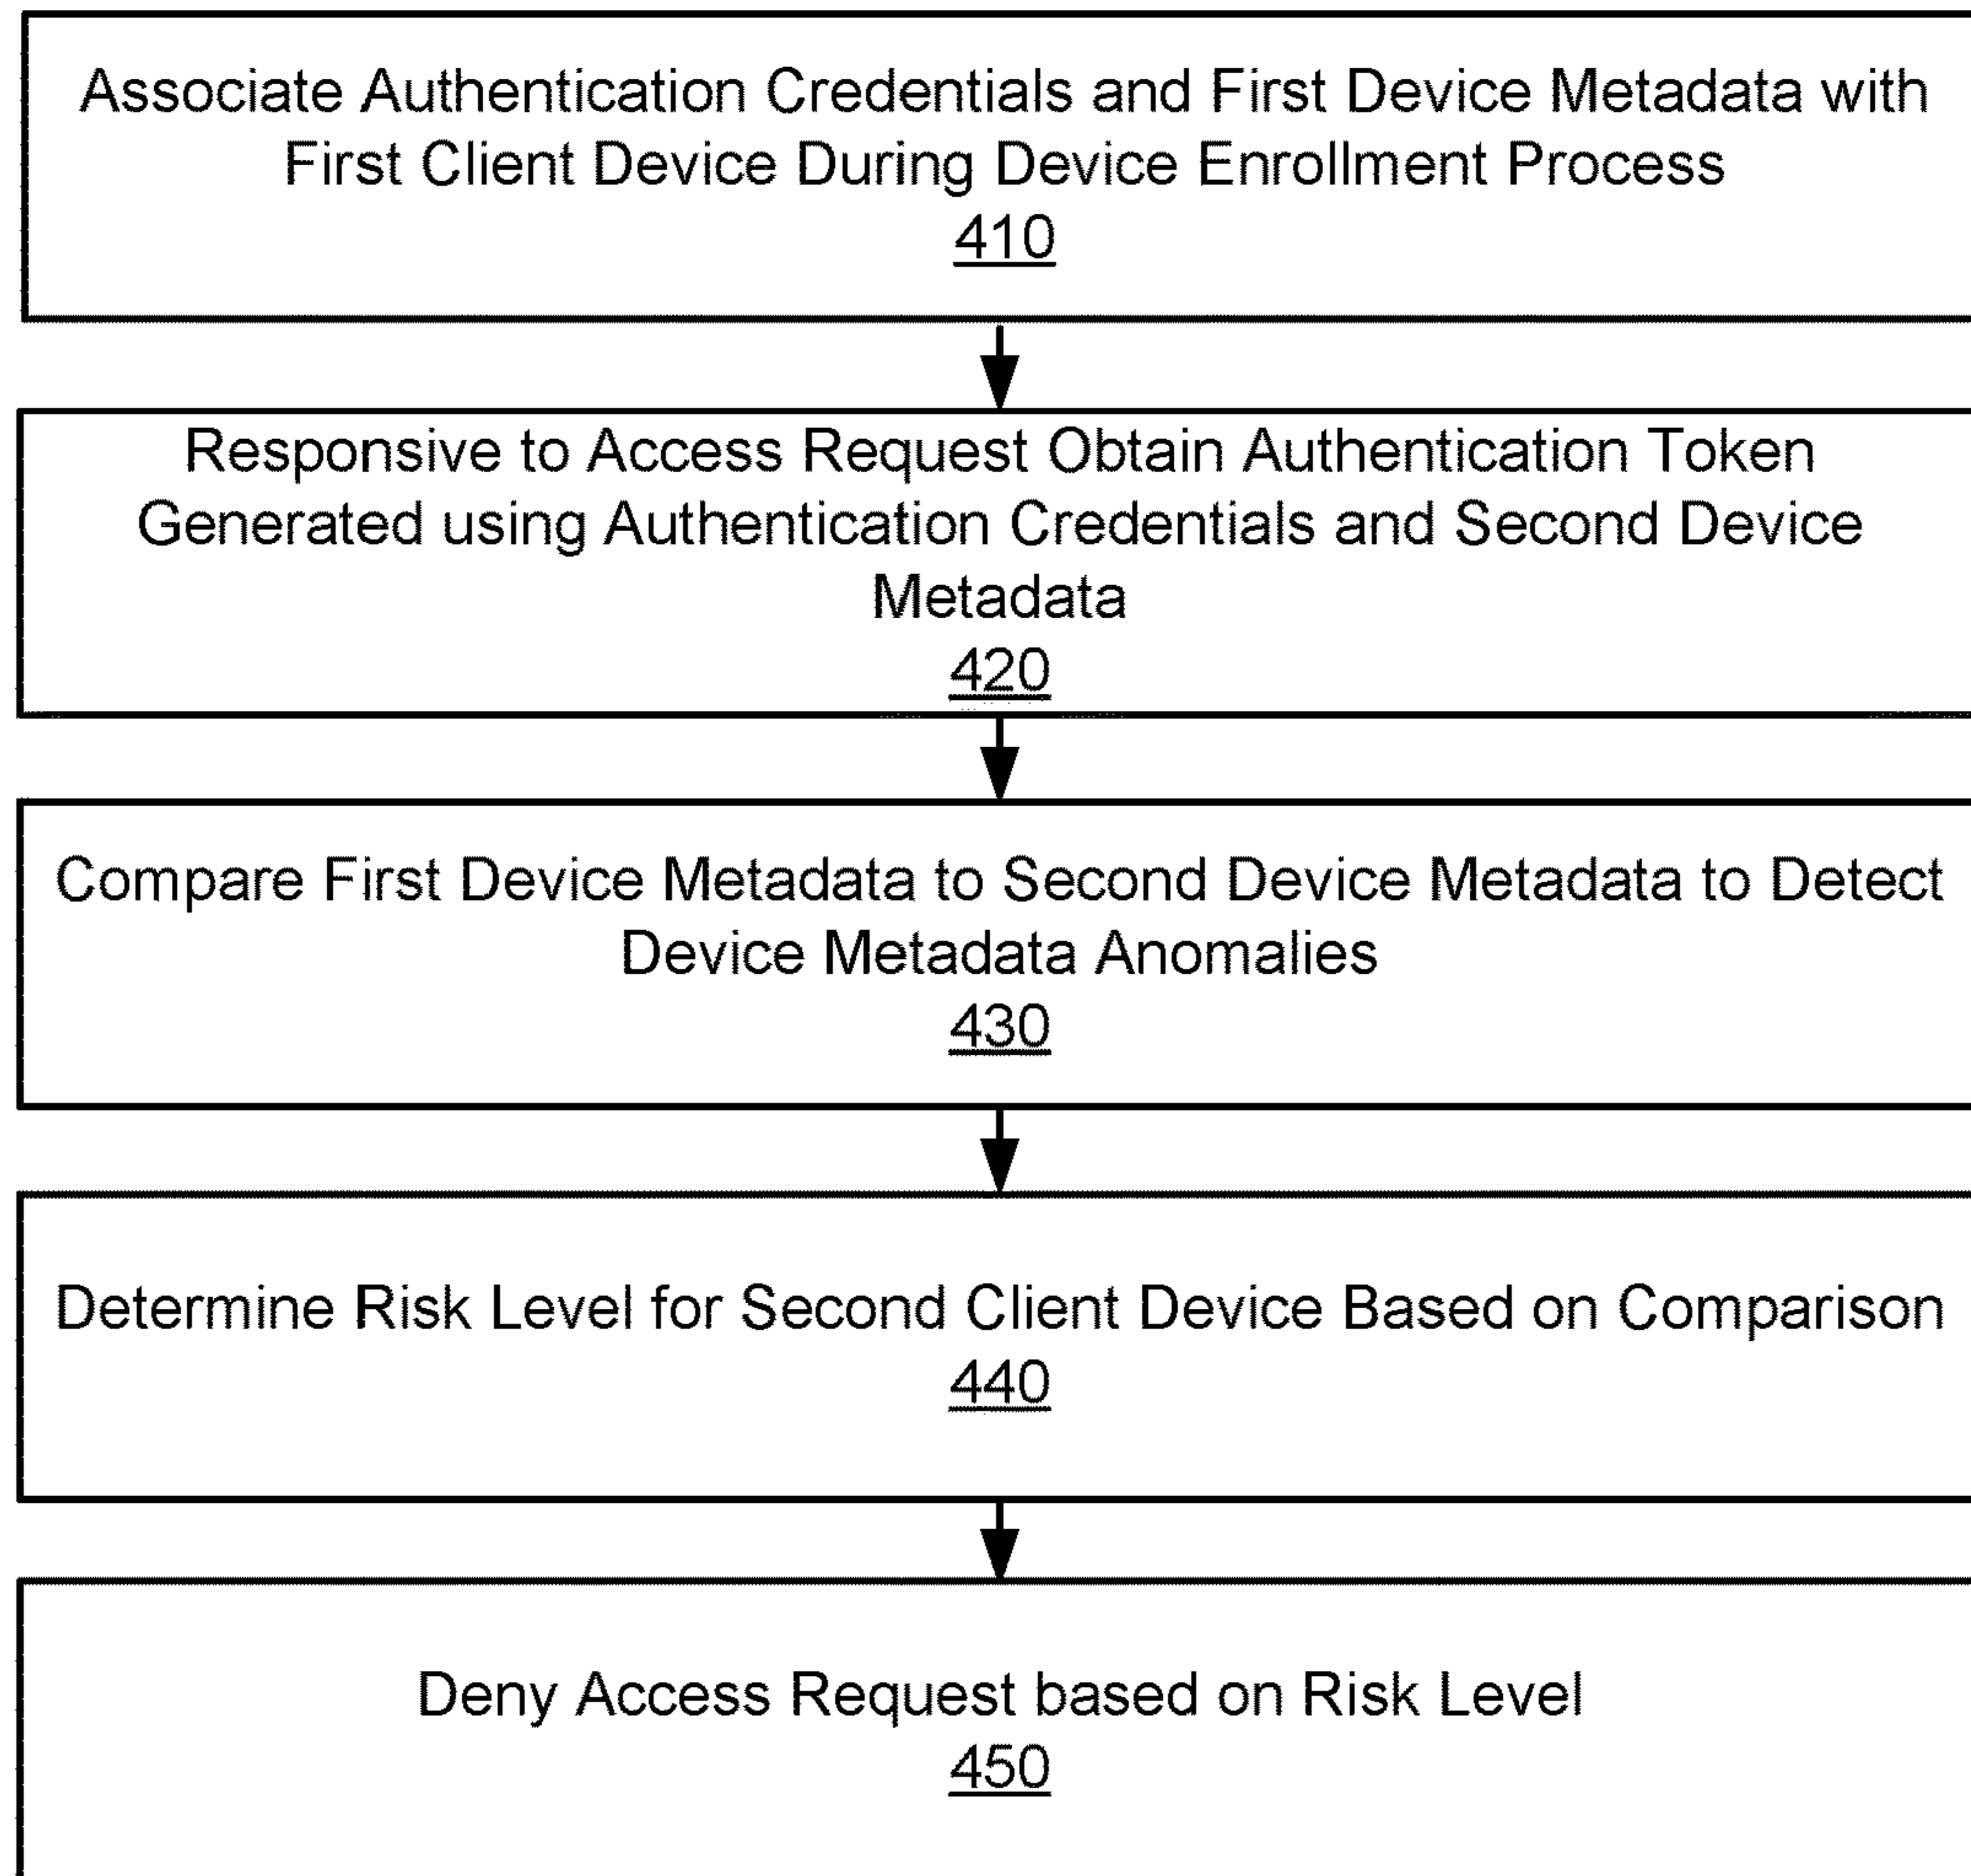 Associate Authentication Credentials and First Device Metadata with
First Client Device During Device Enrollment Process
410
Responsive to Access Request Obtain Authentication Token
Generated using Authentication Credentials and Second Device
Metadata
420
Compare First Device Metadata to Second Device Metadata to Detect
Device Metadata Anomalies
430
Determine Risk Level for Second Client Device Based on Comparison
440
Deny Access Request based on Risk Level
450